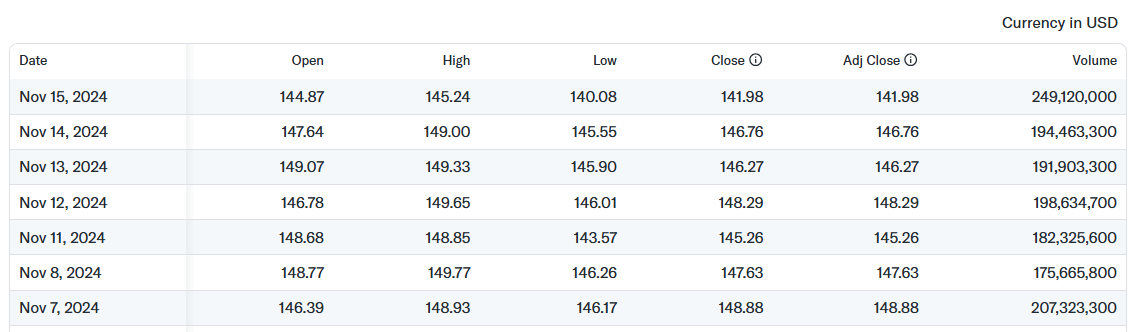 Currency in USD
Date Open High Low Close Adj Close Volume
Nov 15, 2024 144.87 145.24 140.08 141.98 141.98 249,120,000
Nov 14, 2024 147.64 149.00 145.55 146.76 146.76 194,463,300
Nov 13, 2024 149.07 149.33 145.90 146.27 146.27 191,903,300
Nov 12, 2024 146.78 149.65 146.01 148.29 148.29 198,634,700
Nov 11, 2024 148.68 148.85 143.57 145.26 145.26 182,325,600
Nov 8, 2024 148.77 149.77 146.26 147.63 147.63 175,665,800
Nov 7, 2024 146.39 148.93 146.17 148.88 148.88 207,323,300